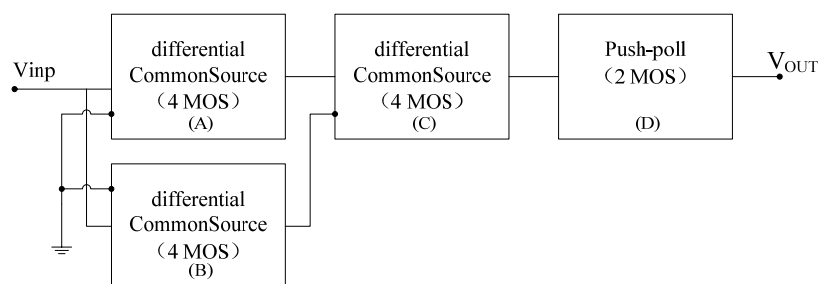 Vinp
differential
CommonSource
（4 MOS）
(A)
differential
CommonSource
（4 MOS）
(B)
differential
CommonSource
（4 MOS）
(C)
Push-poll
（2 MOS）
(D)
VOUT